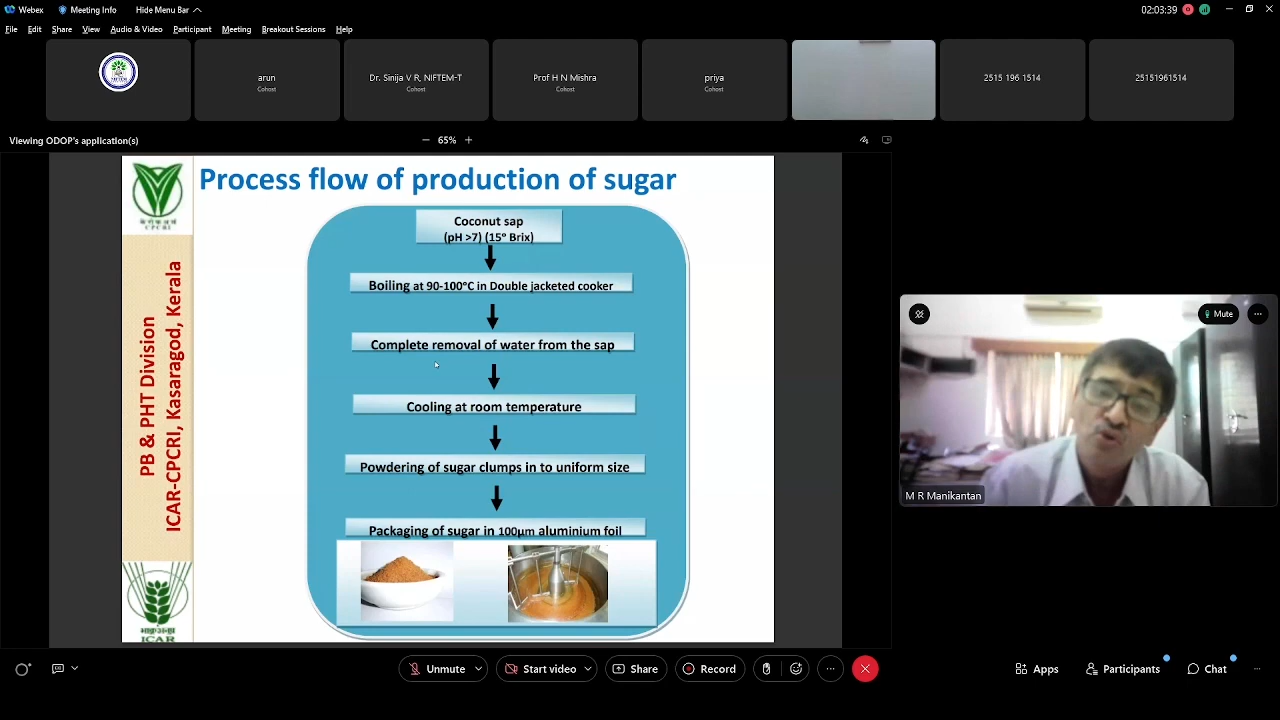 Webex
Meeting Info
Hide Menu Bar
02:03:39
File Edit Share View Audio & Video Participant Meeting Breakout Sessions Help
arun
Cohost
Dr. Sinija V R, NIFTEM-T
Cohost
Prof H N Mishra
Cohost
priya
Cohost
2515 196 1514
25151961514
Viewing ODOP's application(s)
65%
CPCRI
PB & PHT Division
ICAR-CPCRI, Kasaragod, Kerala
ICAR
Process flow of production of sugar
Coconut sap
(pH >7) (15° Brix)
Boiling at 90-100°C in Double jacketed cooker
Complete removal of water from the sap
Cooling at room temperature
Powdering of sugar clumps in to uniform size
Packaging of sugar in 100µm aluminium foil
Mute
M R Manikantan
Unmute
Start video
Share
Record
Apps
Participants
Chat